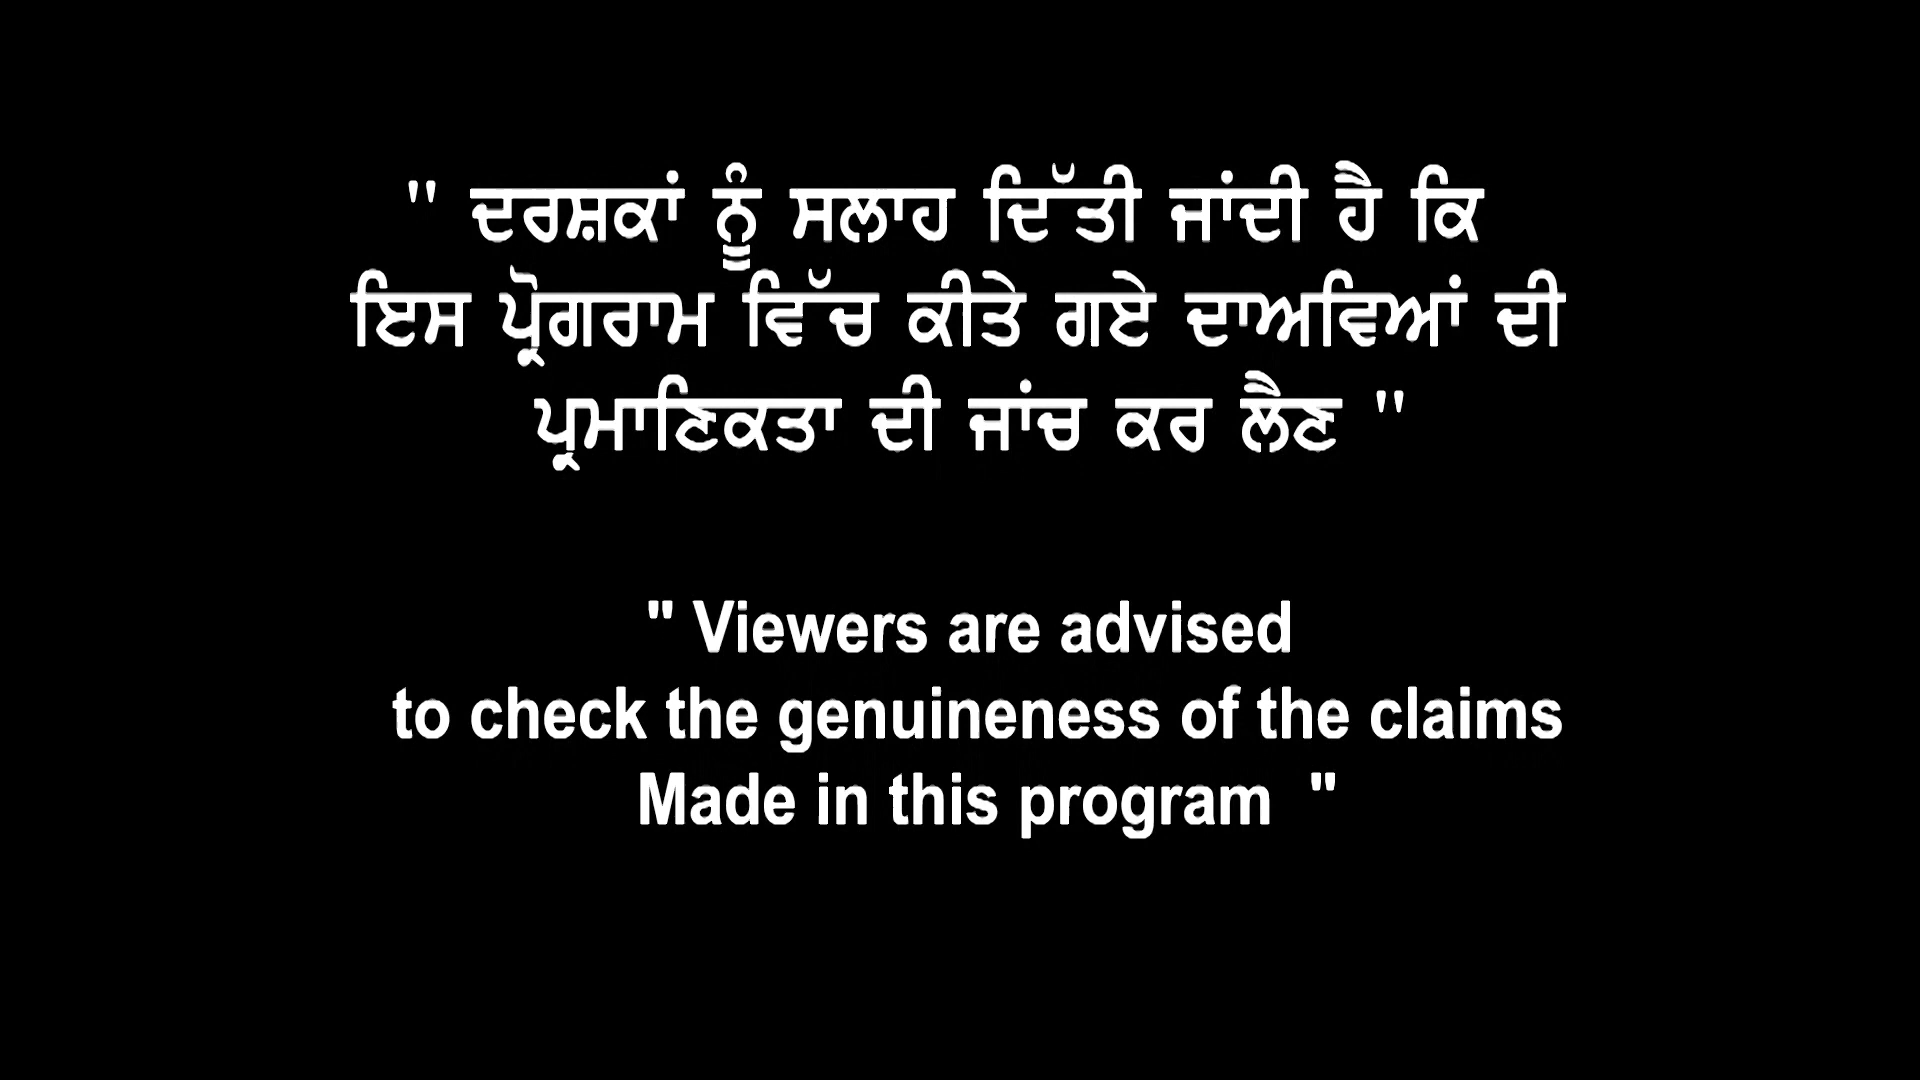 " ਦਰਸ਼ਕਾਂ ਨੂੰ ਸਲਾਹ ਦਿੱਤੀ ਜਾਂਦੀ ਹੈ ਕਿ
ਇਸ ਪ੍ਰੋਗਰਾਮ ਵਿੱਚ ਕੀਤੇ ਗਏ ਦਾਅਵਿਆਂ ਦੀ
ਪ੍ਰਮਾਣਿਕਤਾ ਦੀ ਜਾਂਚ ਕਰ ਲੈਣ "
" Viewers are advised
to check the genuineness of the claims
Made in this program "